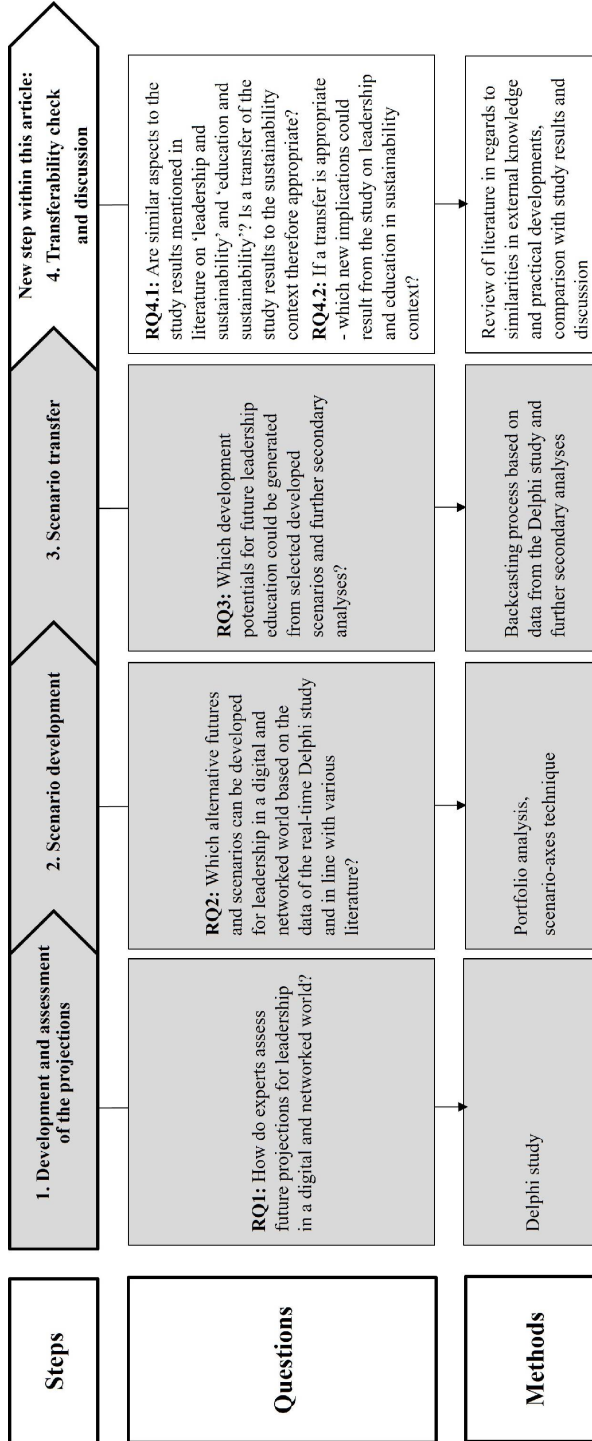 Steps
1. Development and assessment
of the projections
2. Scenario development
3. Scenario transfer
New step within this article:
4. Transferability check
and discussion
Questions
RQ1: How do experts assess
future projections for leadership
in a digital and networked world?
RQ2: Which alternative futures
and scenarios can be developed
for leadership in a digital and
networked world based on the
data of the real-time Delphi study
and in line with various
literature?
RQ3: Which development
potentials for future leadership
education could be generated
from selected developed
scenarios and further secondary
analyses?
RQ4.1: Are similar aspects to the
study results mentioned in
literature on ‘leadership and
sustainability’ and ‘education and
sustainability’? Is a transfer of the
study results to the sustainability
context therefore appropriate?
RQ4.2: If a transfer is appropriate
- which new implications could
result from the study on leadership
and education in sustainability
context?
Methods
Delphi study
Portfolio analysis,
scenario-axes technique
Backcasting process based on
data from the Delphi study and
further secondary analyses
Review of literature in regards to
similarities in external knowledge
and practical developments,
comparison with study results and
discussion